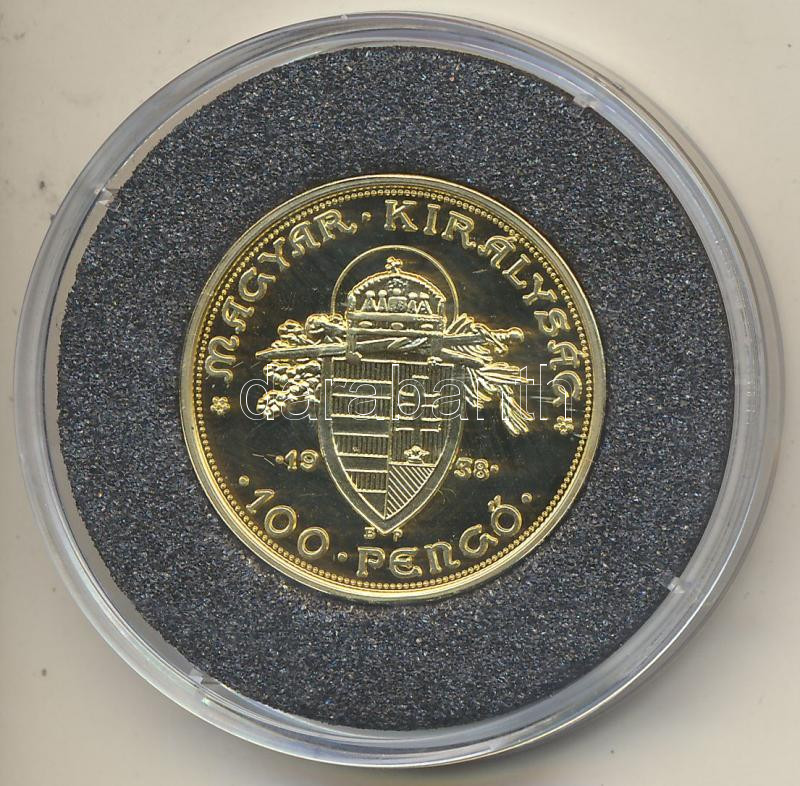 MAGYAR · KIRÁLYSÁG
·19 38·
BP
·100 · PENGŐ·
darabanth